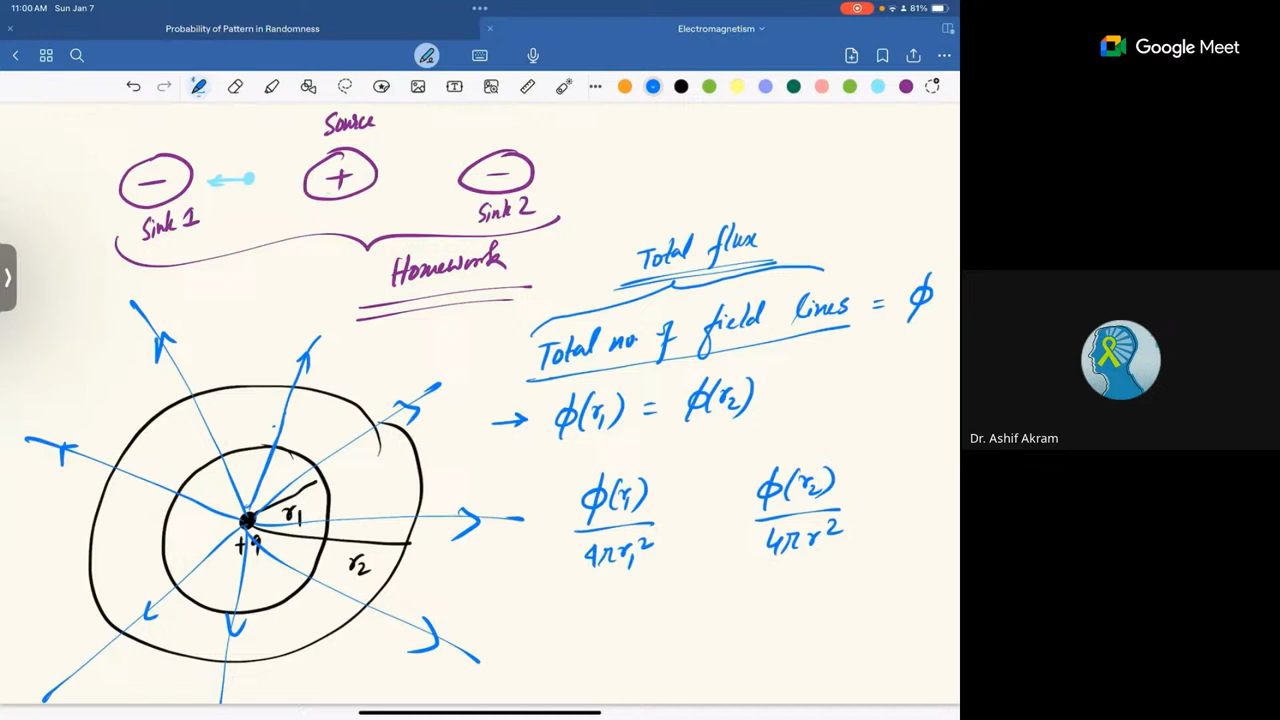 11:00 AM Sun Jan 7
81%
Probability of Pattern in Randomness
Electromagnetism
Google Meet
Source
− + −
Sink 1
Sink 2
Homework
Total flux
Total no. of field lines = ϕ
→ ϕ(r₁) = ϕ(r₂)
ϕ(r₁)
4πr₁²
ϕ(r₂)
4πr²
r₁
+q
r₂
Dr. Ashif Akram